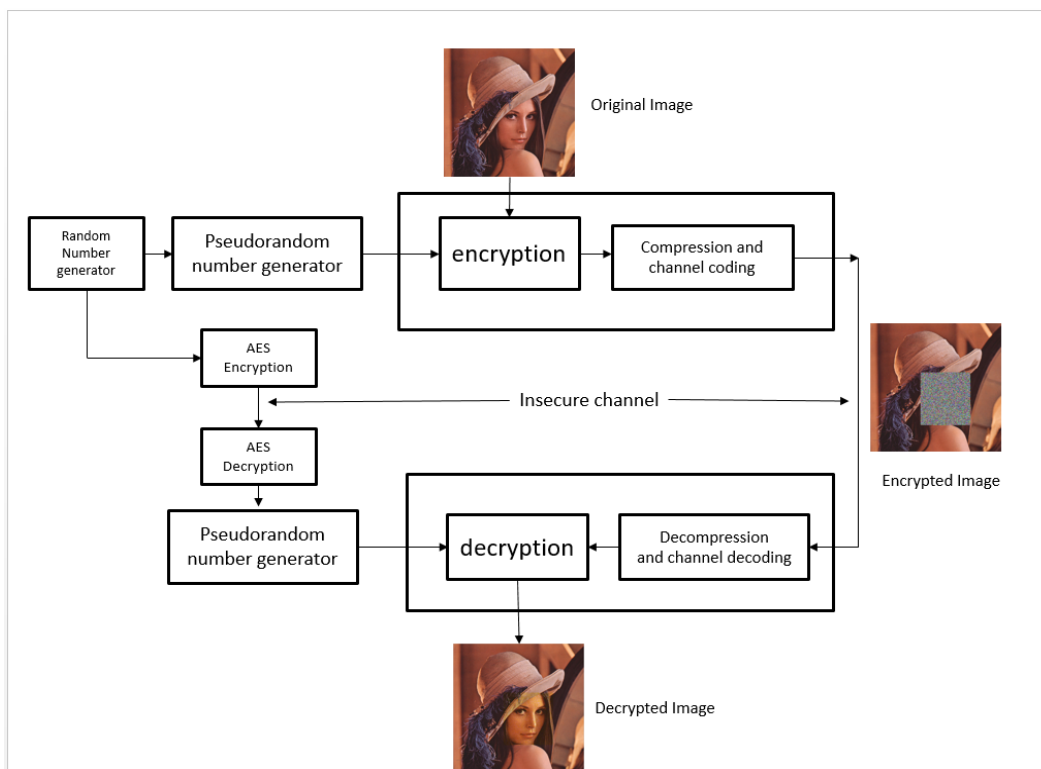 Original Image
Random
Number
generator
Pseudorandom
number generator
encryption
Compression and
channel coding
AES
Encryption
Insecure channel
AES
Decryption
Encrypted Image
Pseudorandom
number generator
decryption
Decompression
and channel decoding
Decrypted Image